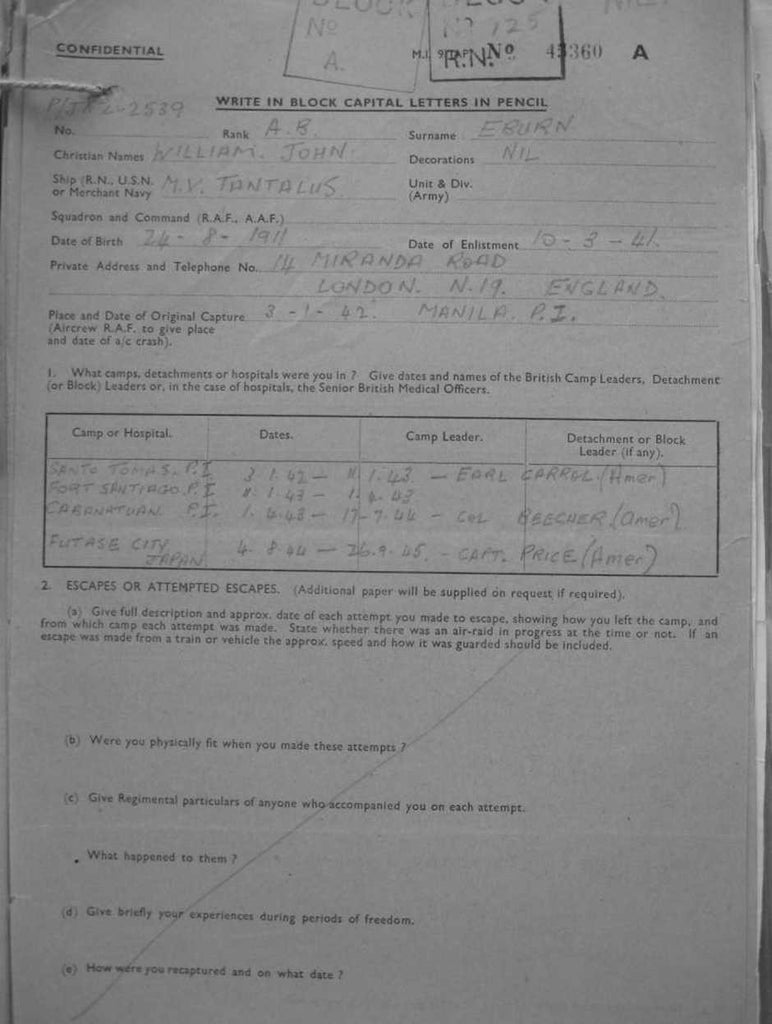 BLOCK
No 125
No
A.
CONFIDENTIAL
M.I. 9/JAP/ R.N. No 360 A
2539
WRITE IN BLOCK CAPITAL LETTERS IN PENCIL
No. Rank A.B. Surname EBURN
Christian Names WILLIAM. JOHN Decorations NIL
Ship (R.N., U.S.N. or Merchant Navy M.V. TANTALUS Unit & Div. (Army)
Squadron and Command (R.A.F., A.A.F.)
Date of Birth 24 - 8 - 1911 Date of Enlistment 10 - 3 - 41.
Private Address and Telephone No. 14 MIRANDA ROAD
LONDON. N.19. ENGLAND.
Place and Date of Original Capture 3 - 1 - 42. MANILA. P.I.
(Aircrew R.A.F. to give place
and date of a/c crash).
1. What camps, detachments or hospitals were you in ? Give dates and names of the British Camp Leaders, Detachment
(or Block) Leaders or, in the case of hospitals, the Senior British Medical Officers.
Camp or Hospital. Dates. Camp Leader. Detachment or Block Leader (if any).
SANTO TOMAS. P.I 3. 1. 42 - 11. 1. 43. - EARL CARROL (Amer)
FORT SANTIAGO. P.I 11. 1. 43 - 1. 4. 43
CABANATUAN P.I. 1. 4. 43 - 17-7.44 - COL BEECHER (Amer)
FUTASE CITY JAPAN 4. 8. 44 - 26.9.45. - CAPT. PRICE (Amer)
2. ESCAPES OR ATTEMPTED ESCAPES. (Additional paper will be supplied on request if required).
(a) Give full description and approx. date of each attempt you made to escape, showing how you left the camp, and
from which camp each attempt was made. State whether there was an air-raid in progress at the time or not. If an
escape was made from a train or vehicle the approx. speed and how it was guarded should be included.
(b) Were you physically fit when you made these attempts ?
(c) Give Regimental particulars of anyone who accompanied you on each attempt.
What happened to them ?
(d) Give briefly your experiences during periods of freedom.
(e) How were you recaptured and on what date ?